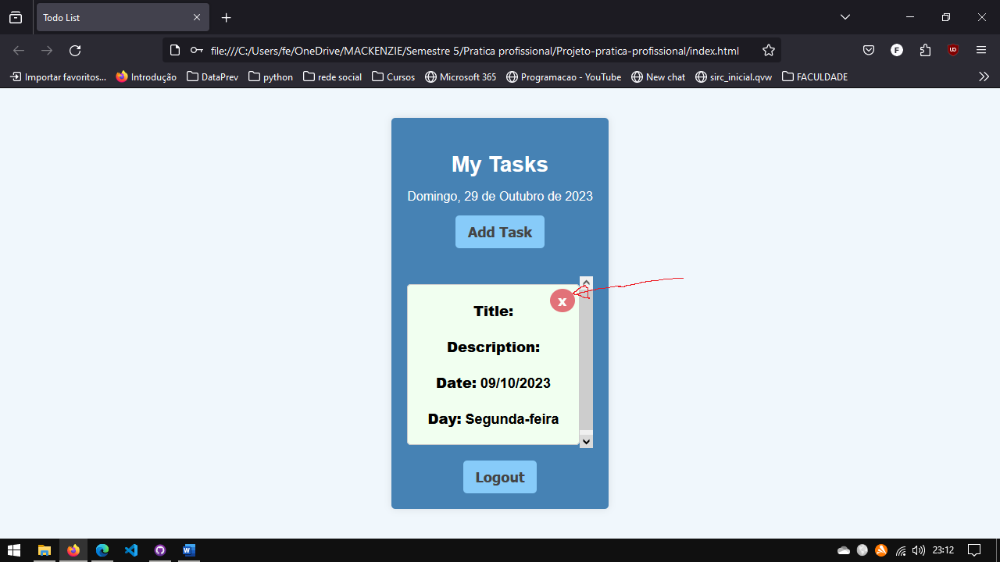 Todo List
file:///C:/Users/fe/OneDrive/MACKENZIE/Semestre 5/Pratica profissional/Projeto-pratica-profissional/index.html
F
UD
Importar favoritos... Introdução DataPrev python rede social Cursos Microsoft 365 Programacao - YouTube New chat sirc_inicial.qvw FACULDADE
My Tasks
Domingo, 29 de Outubro de 2023
Add Task
x
Title:
Description:
Date: 09/10/2023
Day: Segunda-feira
Logout
23:12